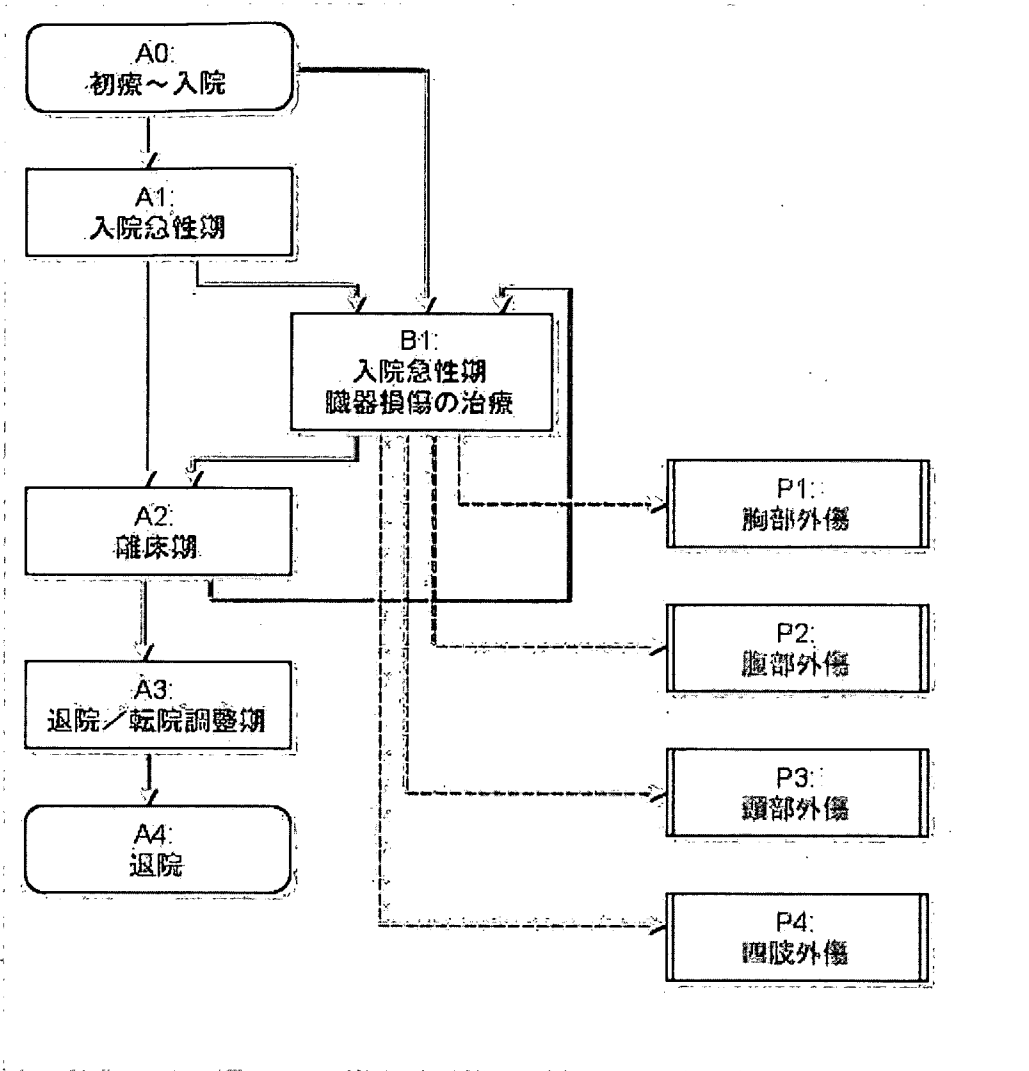 A0:
初療～入院
A1:
入院急性期
B1:
入院急性期
臓器損傷の治療
A2:
離床期
A3:
退院／転院調整期
A4:
退院
P1:
胸部外傷
P2:
腹部外傷
P3:
頭部外傷
P4:
四肢外傷